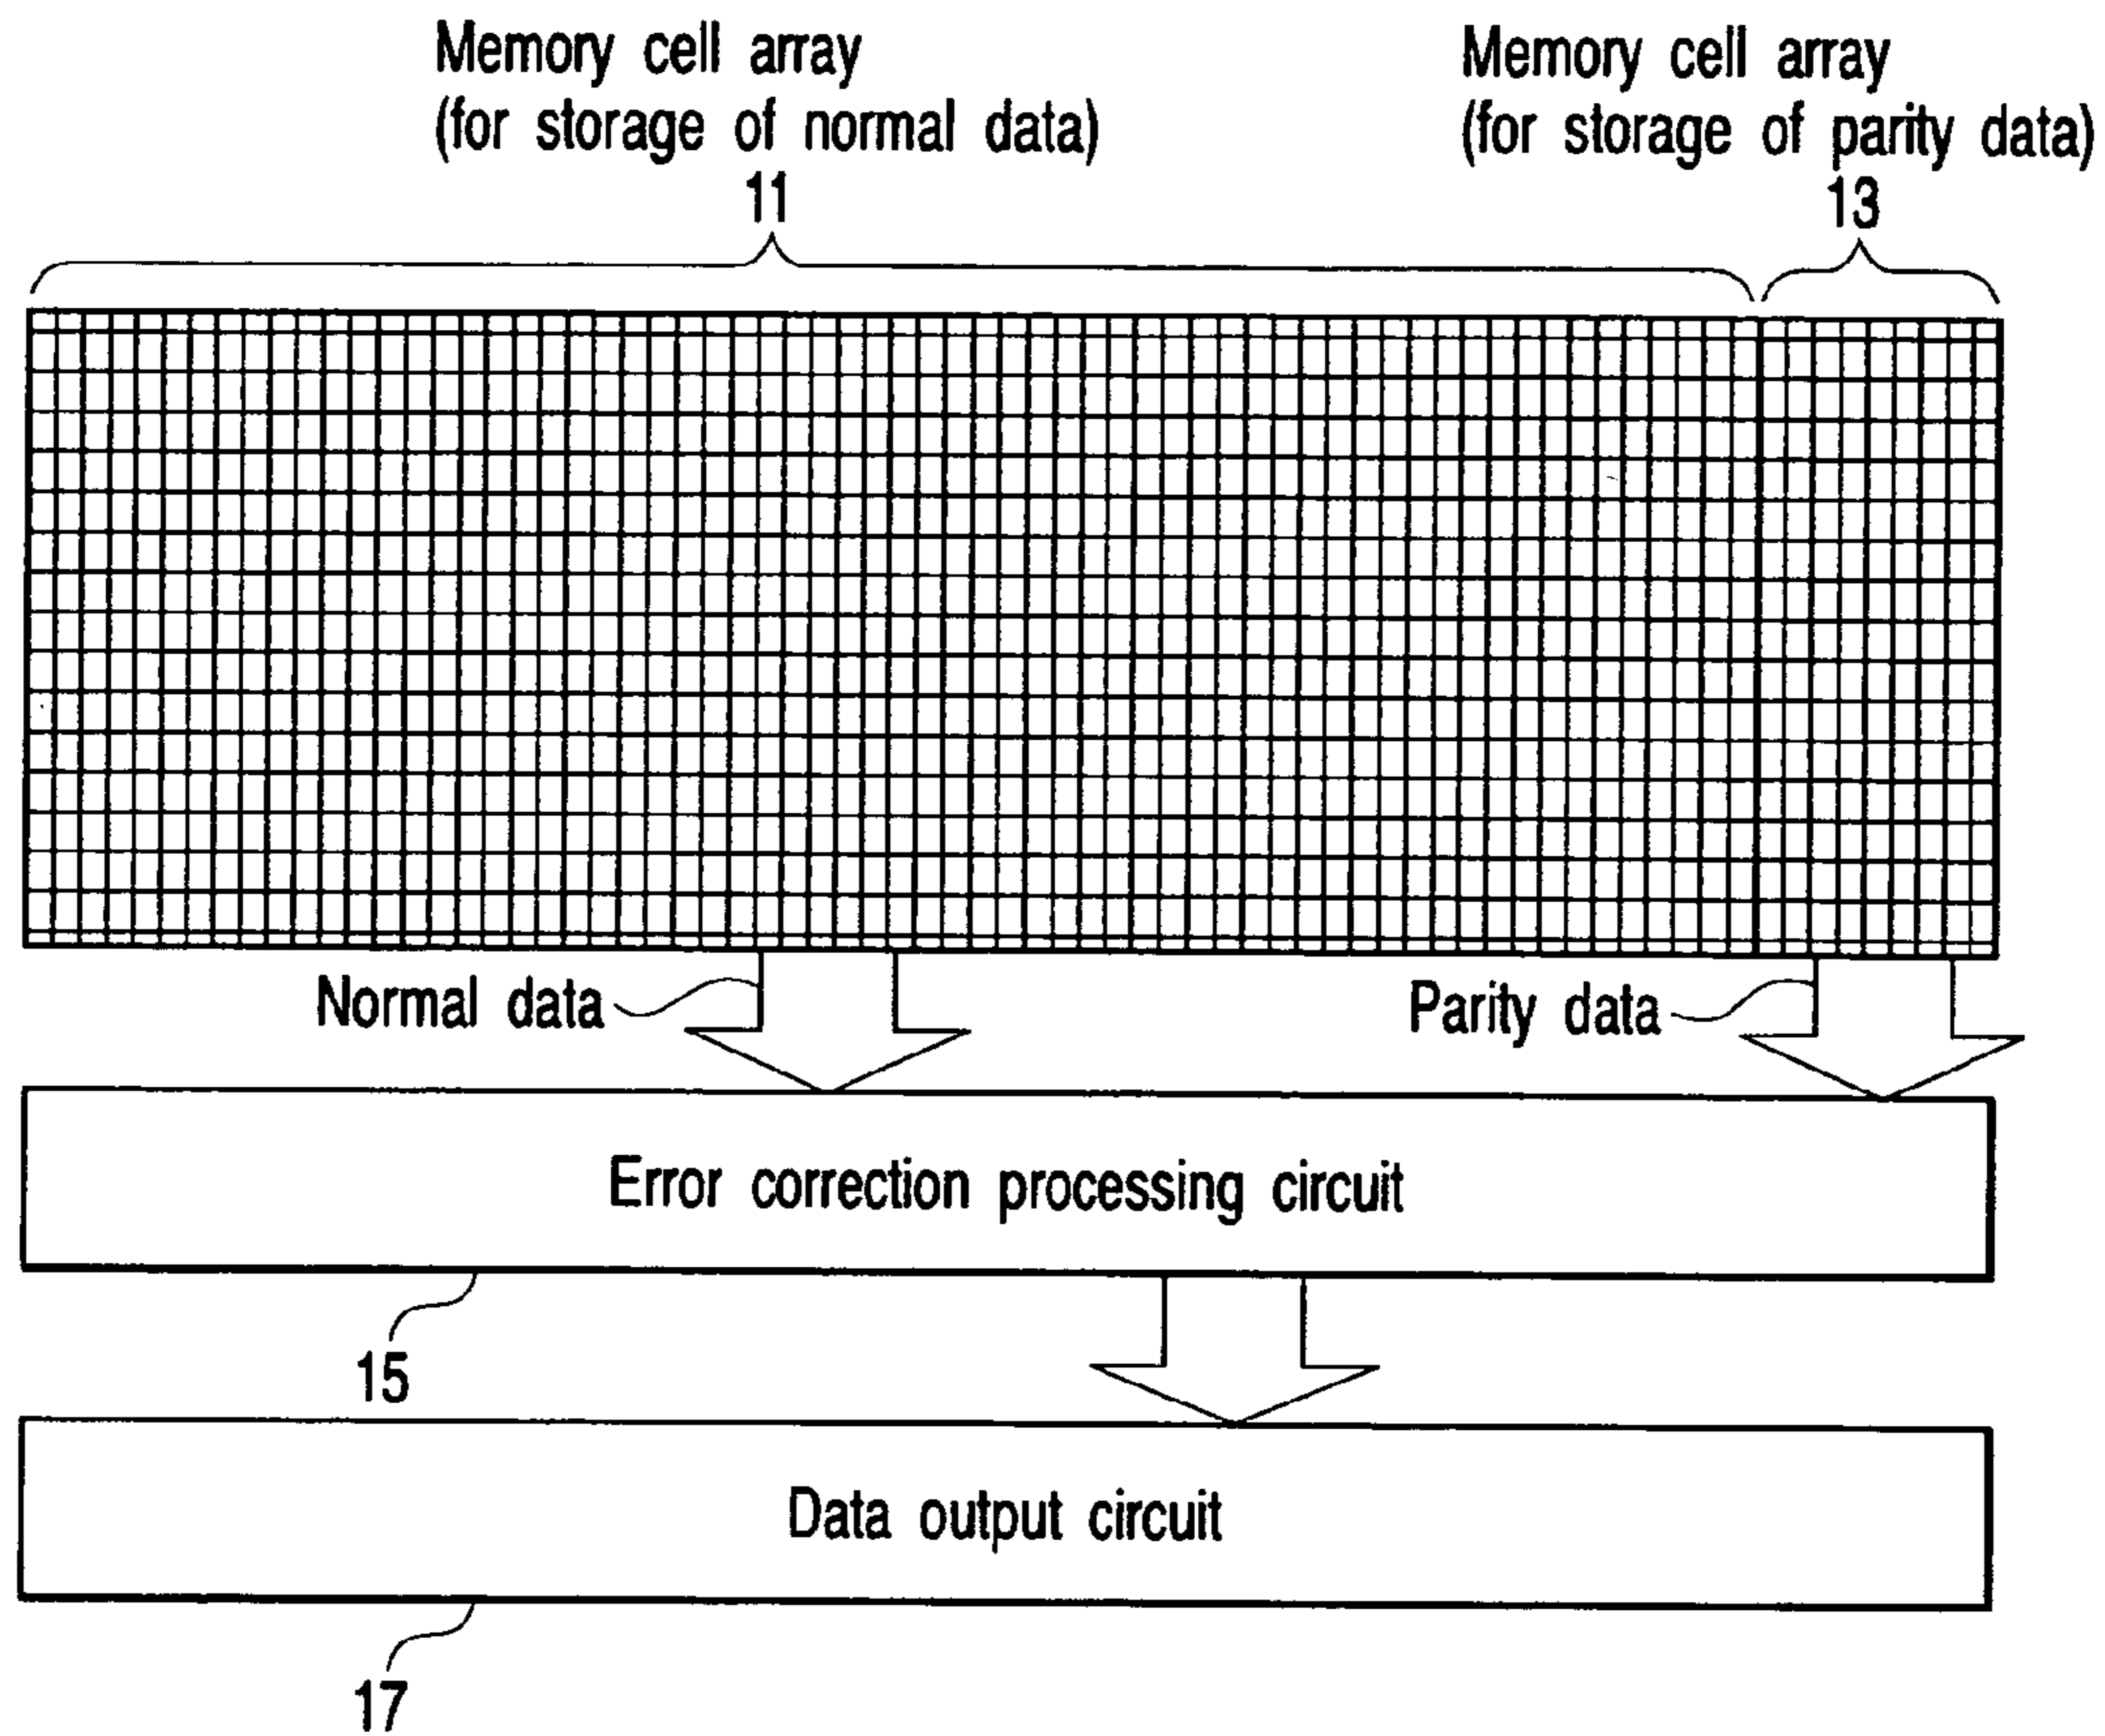 Memory cell array
(for storage of normal data)
11
Memory cell array
(for storage of parity data)
13
Normal data
Parity data
Error correction processing circuit
15
Data output circuit
17